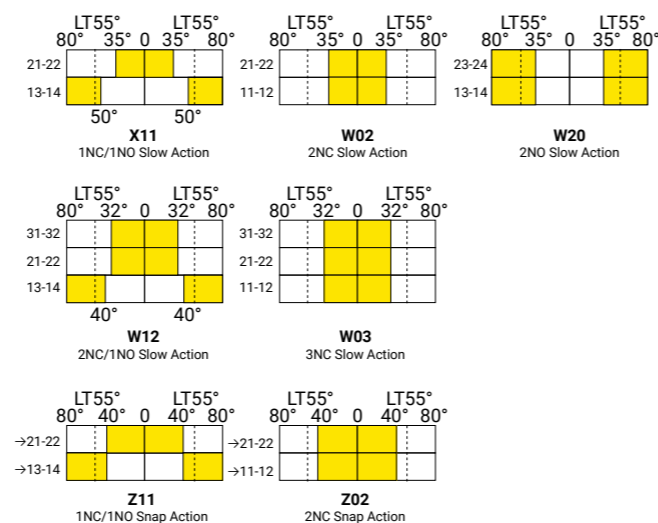 LT55° LT55°
80° 35° 0 35° 80°
21-22
13-14
50° 50°
X11
1NC/1NO Slow Action
LT55° LT55°
80° 35° 0 35° 80°
21-22
11-12
W02
2NC Slow Action
LT55° LT55°
80° 35° 0 35° 80°
23-24
13-14
W20
2NO Slow Action
LT55° LT55°
80° 32° 0 32° 80°
31-32
21-22
13-14
40° 40°
W12
2NC/1NO Slow Action
LT55° LT55°
80° 32° 0 32° 80°
31-32
21-22
11-12
W03
3NC Slow Action
LT55° LT55°
80° 40° 0 40° 80°
→21-22
→13-14
Z11
1NC/1NO Snap Action
LT55° LT55°
80° 40° 0 40° 80°
→21-22
→11-12
Z02
2NC Snap Action